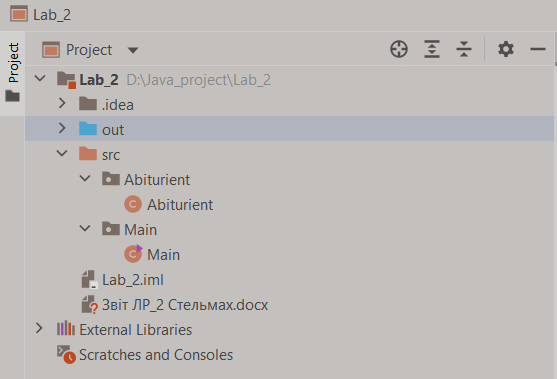 Lab_2
Project
Project
Lab_2 D:\Java_project\Lab_2
.idea
out
src
Abiturient
C Abiturient
Main
C Main
Lab_2.iml
Звіт ЛР_2 Стельмах.docx
External Libraries
Scratches and Consoles